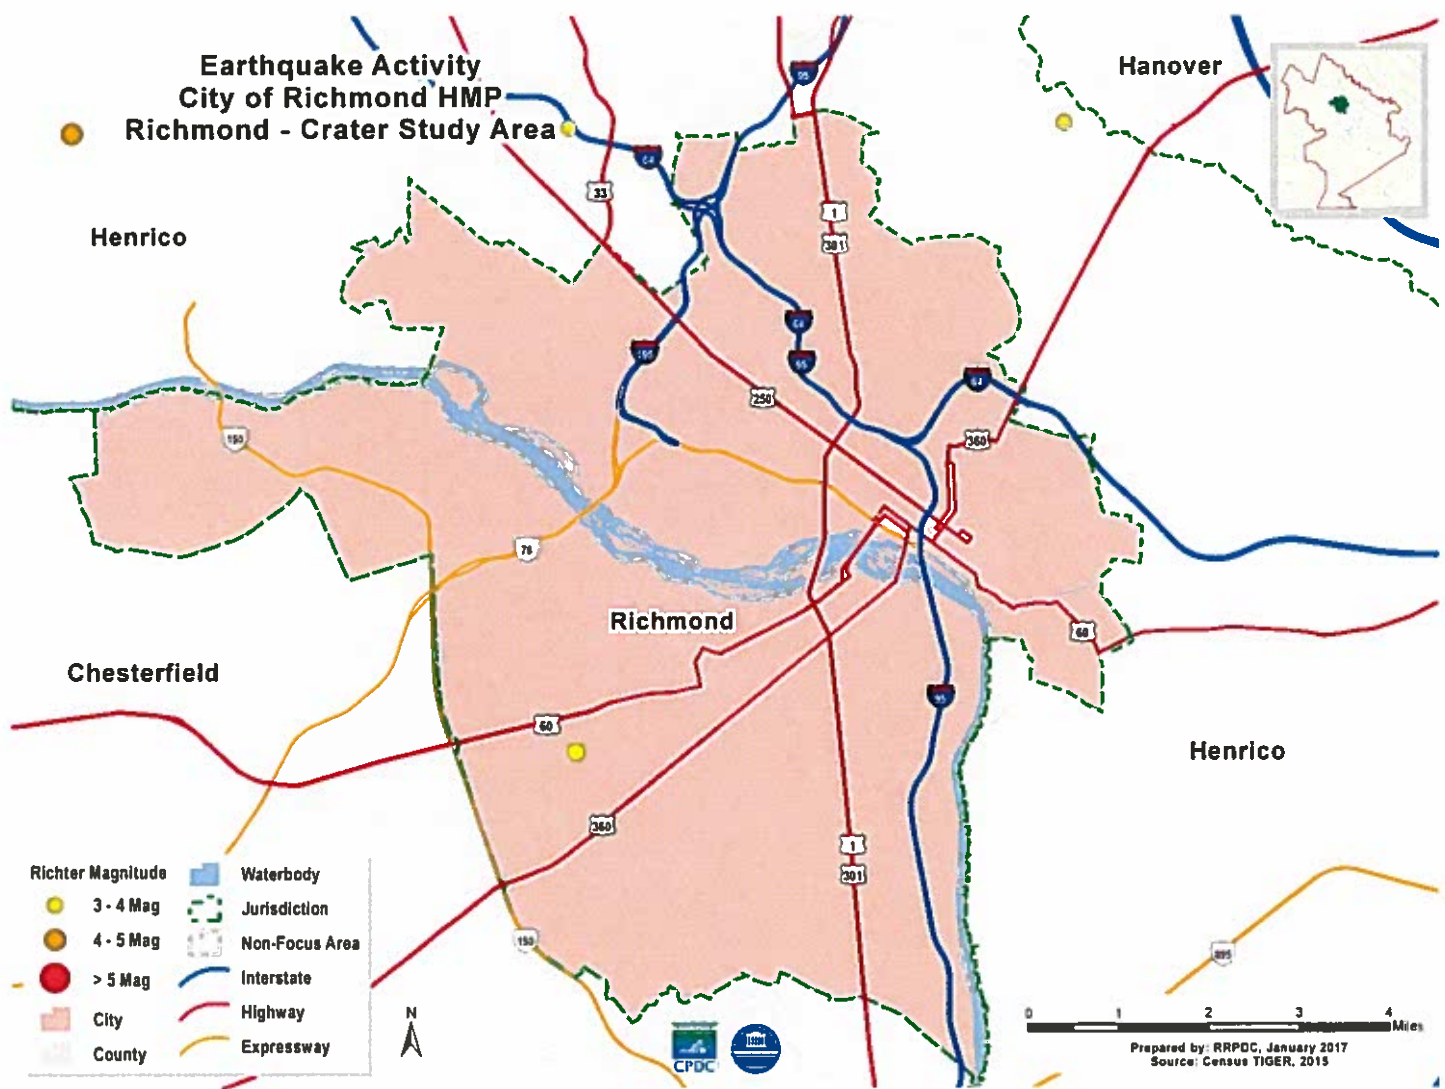 Earthquake Activity
City of Richmond HMP
Richmond - Crater Study Area
Hanover
Henrico
Richmond
Chesterfield
Henrico
95
64
33
1
301
64
95
195
250
64
150
360
76
60
95
60
360
1
301
150
895
Richter Magnitude
3 - 4 Mag
4 - 5 Mag
> 5 Mag
City
County
Waterbody
Jurisdiction
Non-Focus Area
Interstate
Highway
Expressway
N
CPDC
0 1 2 3 4 Miles
Prepared by: RRPDC, January 2017
Source: Census TIGER, 2015